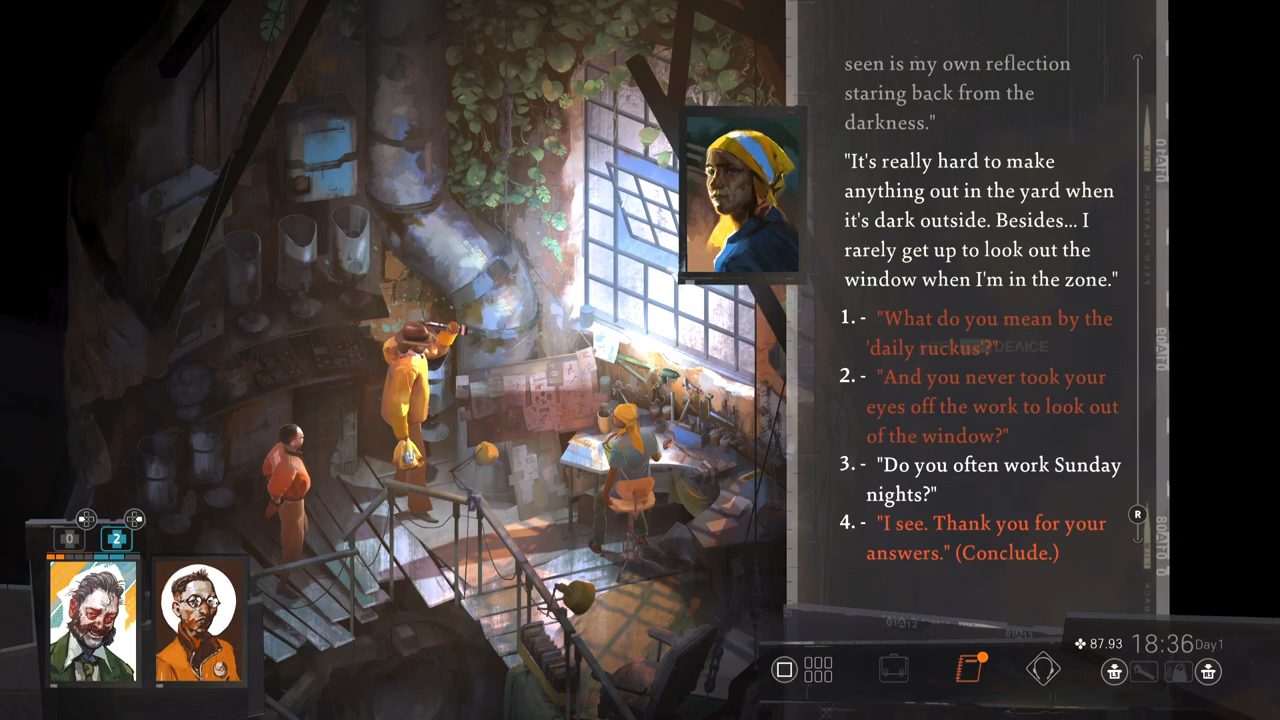 seen is my own reflection
staring back from the
darkness."
"It's really hard to make
anything out in the yard when
it's dark outside. Besides... I
rarely get up to look out the
window when I'm in the zone."
1. - "What do you mean by the
'daily ruckus'?"
2. - "And you never took your
eyes off the work to look out
of the window?"
3. - "Do you often work Sunday
nights?"
4. - "I see. Thank you for your
answers." (Conclude.)
R
0
2
87.93 18:36 Day1